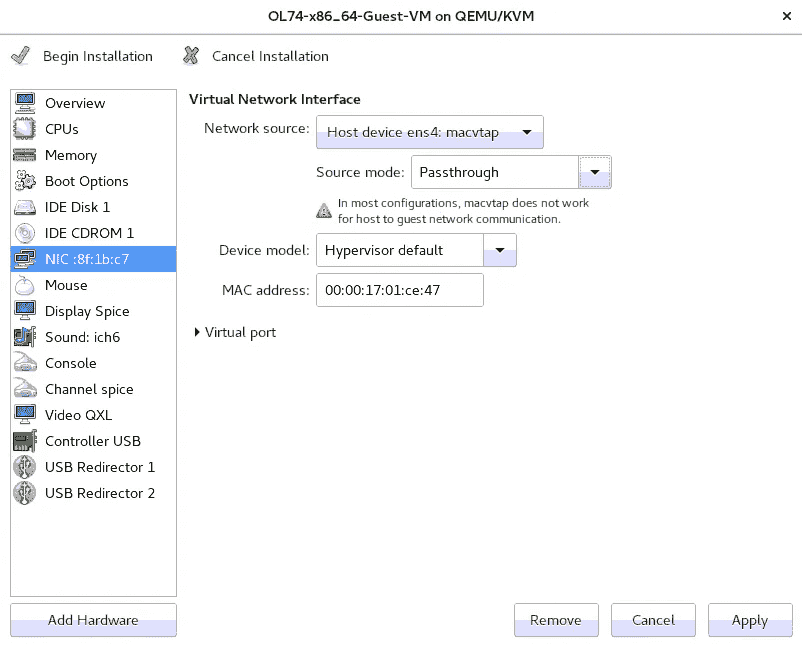 OL74-x86_64-Guest-VM on QEMU/KVM
Begin Installation
Cancel Installation
Overview
CPUs
Memory
Boot Options
IDE Disk 1
IDE CDROM 1
NIC :8f:1b:c7
Mouse
Display Spice
Sound: ich6
Console
Channel spice
Video QXL
Controller USB
USB Redirector 1
USB Redirector 2
Add Hardware
Virtual Network Interface
Network source: Host device ens4: macvtap
Source mode: Passthrough
In most configurations, macvtap does not work
for host to guest network communication.
Device model: Hypervisor default
MAC address: 00:00:17:01:ce:47
Virtual port
Remove
Cancel
Apply